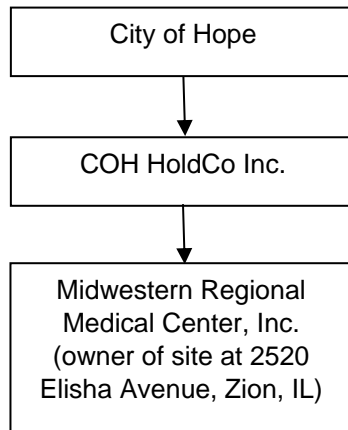 City of Hope
COH HoldCo Inc.
Midwestern Regional
Medical Center, Inc.
(owner of site at 2520
Elisha Avenue, Zion, IL)